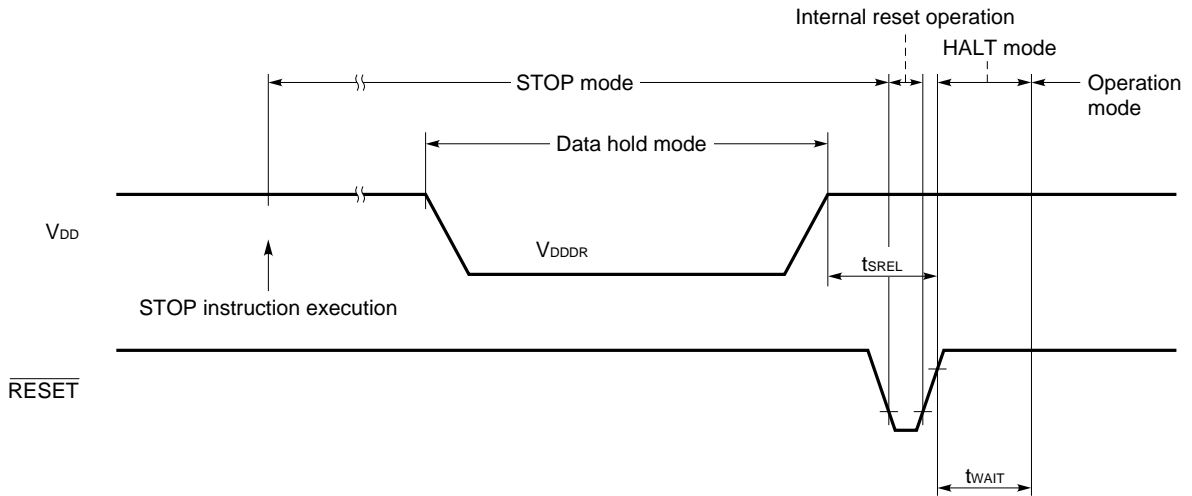 Internal reset operation
HALT mode
STOP mode
Operation
mode
Data hold mode
VDD
VDDDR
tSREL
STOP instruction execution
RESET
tWAIT